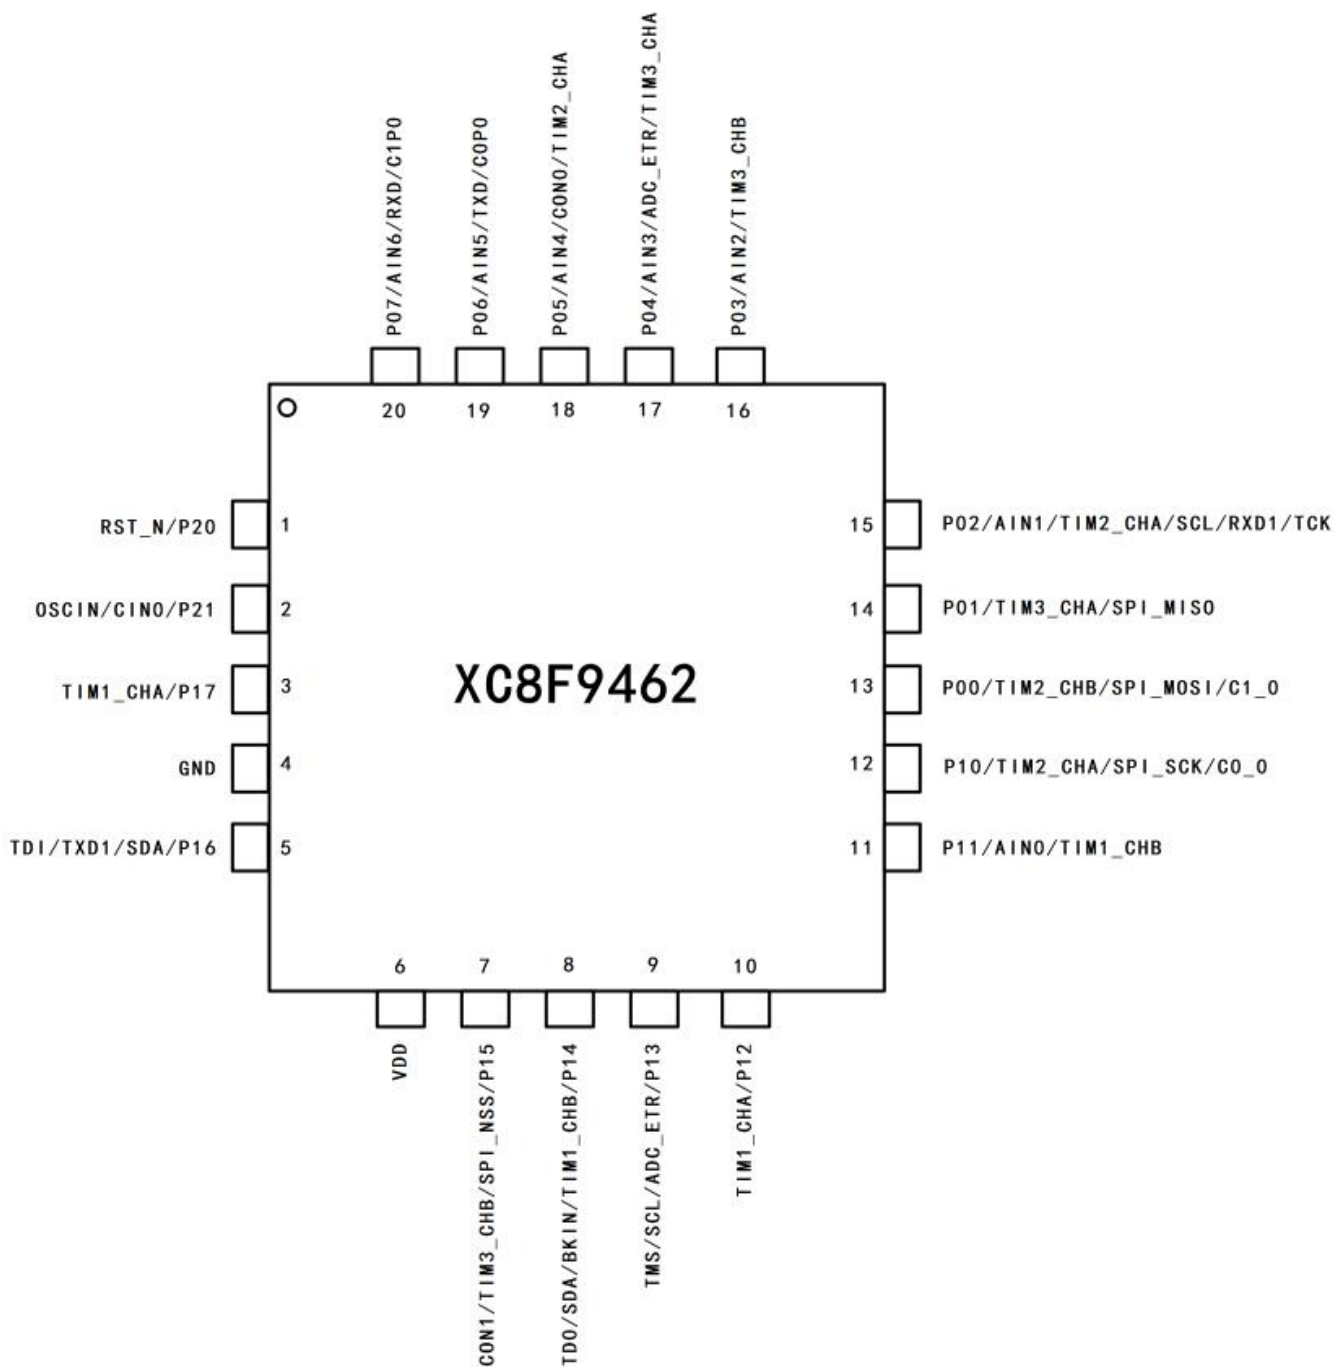 P07/AIN6/RXD/C1P0
P06/AIN5/TXD/C0P0
P05/AIN4/C0N0/TIM2_CHA
P04/AIN3/ADC_ETR/TIM3_CHA
P03/AIN2/TIM3_CHB
20 19 18 17 16
RST_N/P20 1
OSCIN/CIN0/P21 2
TIM1_CHA/P17 3
GND 4
TDI/TXD1/SDA/P16 5
XC8F9462
15 P02/AIN1/TIM2_CHA/SCL/RXD1/TCK
14 P01/TIM3_CHA/SPI_MISO
13 P00/TIM2_CHB/SPI_MOSI/C1_0
12 P10/TIM2_CHA/SPI_SCK/C0_0
11 P11/AIN0/TIM1_CHB
6 7 8 9 10
VDD
C0N1/TIM3_CHB/SPI_NSS/P15
TDO/SDA/BKIN/TIM1_CHB/P14
TMS/SCL/ADC_ETR/P13
TIM1_CHA/P12